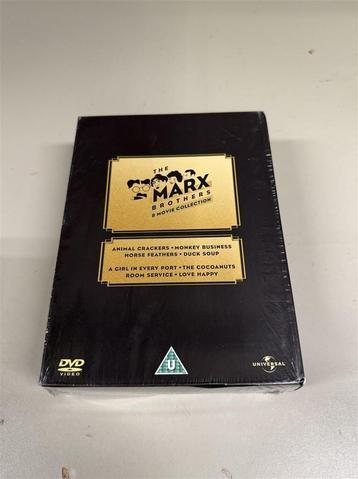 THE
MARX
BROTHERS
8 MOVIE COLLECTION
ANIMAL CRACKERS • MONKEY BUSINESS
HORSE FEATHERS • DUCK SOUP
A GIRL IN EVERY PORT • THE COCOANUTS
ROOM SERVICE • LOVE HAPPY
DVD
VIDEO
U
UNIVERSAL